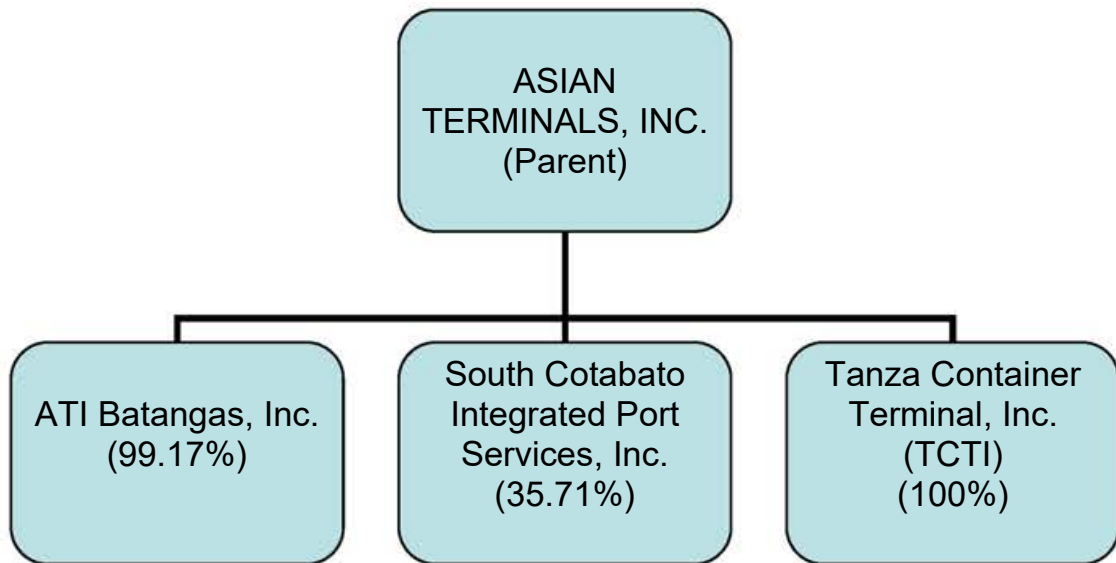 ASIAN
TERMINALS, INC.
(Parent)
ATI Batangas, Inc.
(99.17%)
South Cotabato
Integrated Port
Services, Inc.
(35.71%)
Tanza Container
Terminal, Inc.
(TCTI)
(100%)